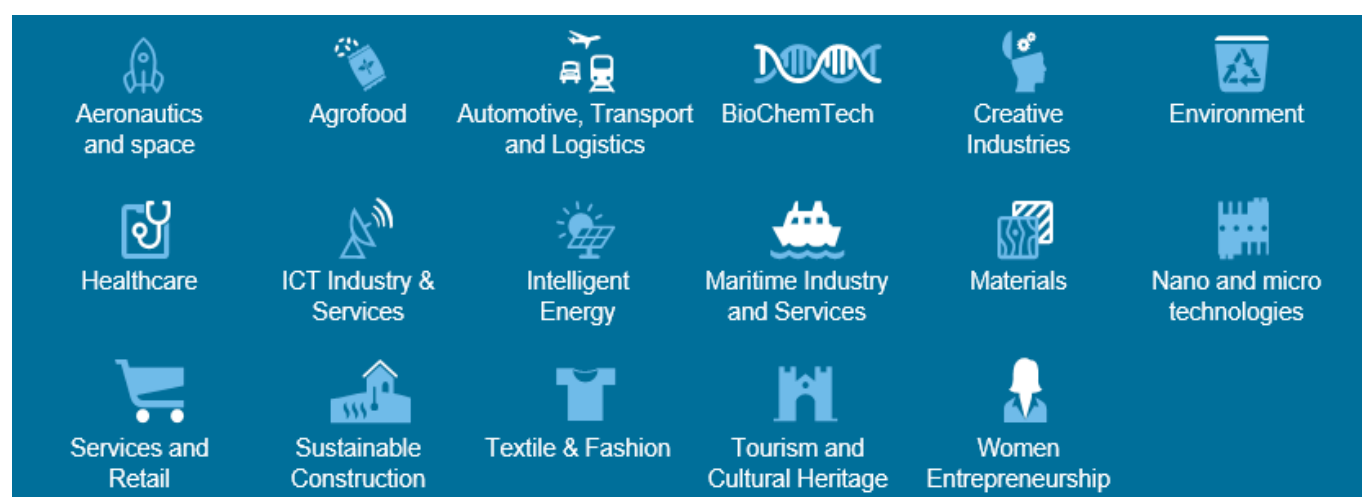 Aeronautics
and space
Agrofood
Automotive, Transport
and Logistics
BioChemTech
Creative
Industries
Environment
Healthcare
ICT Industry &
Services
Intelligent
Energy
Maritime Industry
and Services
Materials
Nano and micro
technologies
Services and
Retail
Sustainable
Construction
Textile & Fashion
Tourism and
Cultural Heritage
Women
Entrepreneurship